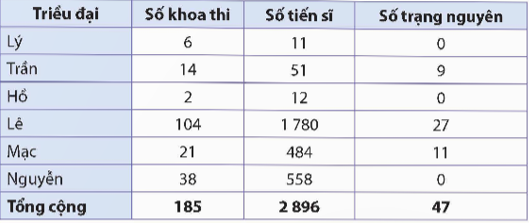 Triều đại Số khoa thi Số tiến sĩ Số trạng nguyên
Lý 6 11 0
Trần 14 51 9
Hồ 2 12 0
Lê 104 1 780 27
Mạc 21 484 11
Nguyễn 38 558 0
Tổng cộng 185 2 896 47